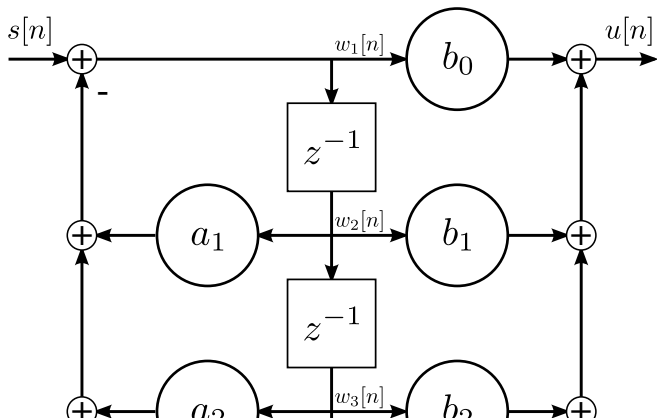 s[n]
w₁[n]
b₀
u[n]
+
+
-
z⁻¹
w₂[n]
+
a₁
b₁
+
z⁻¹
w₃[n]
+
a₂
b₂
+